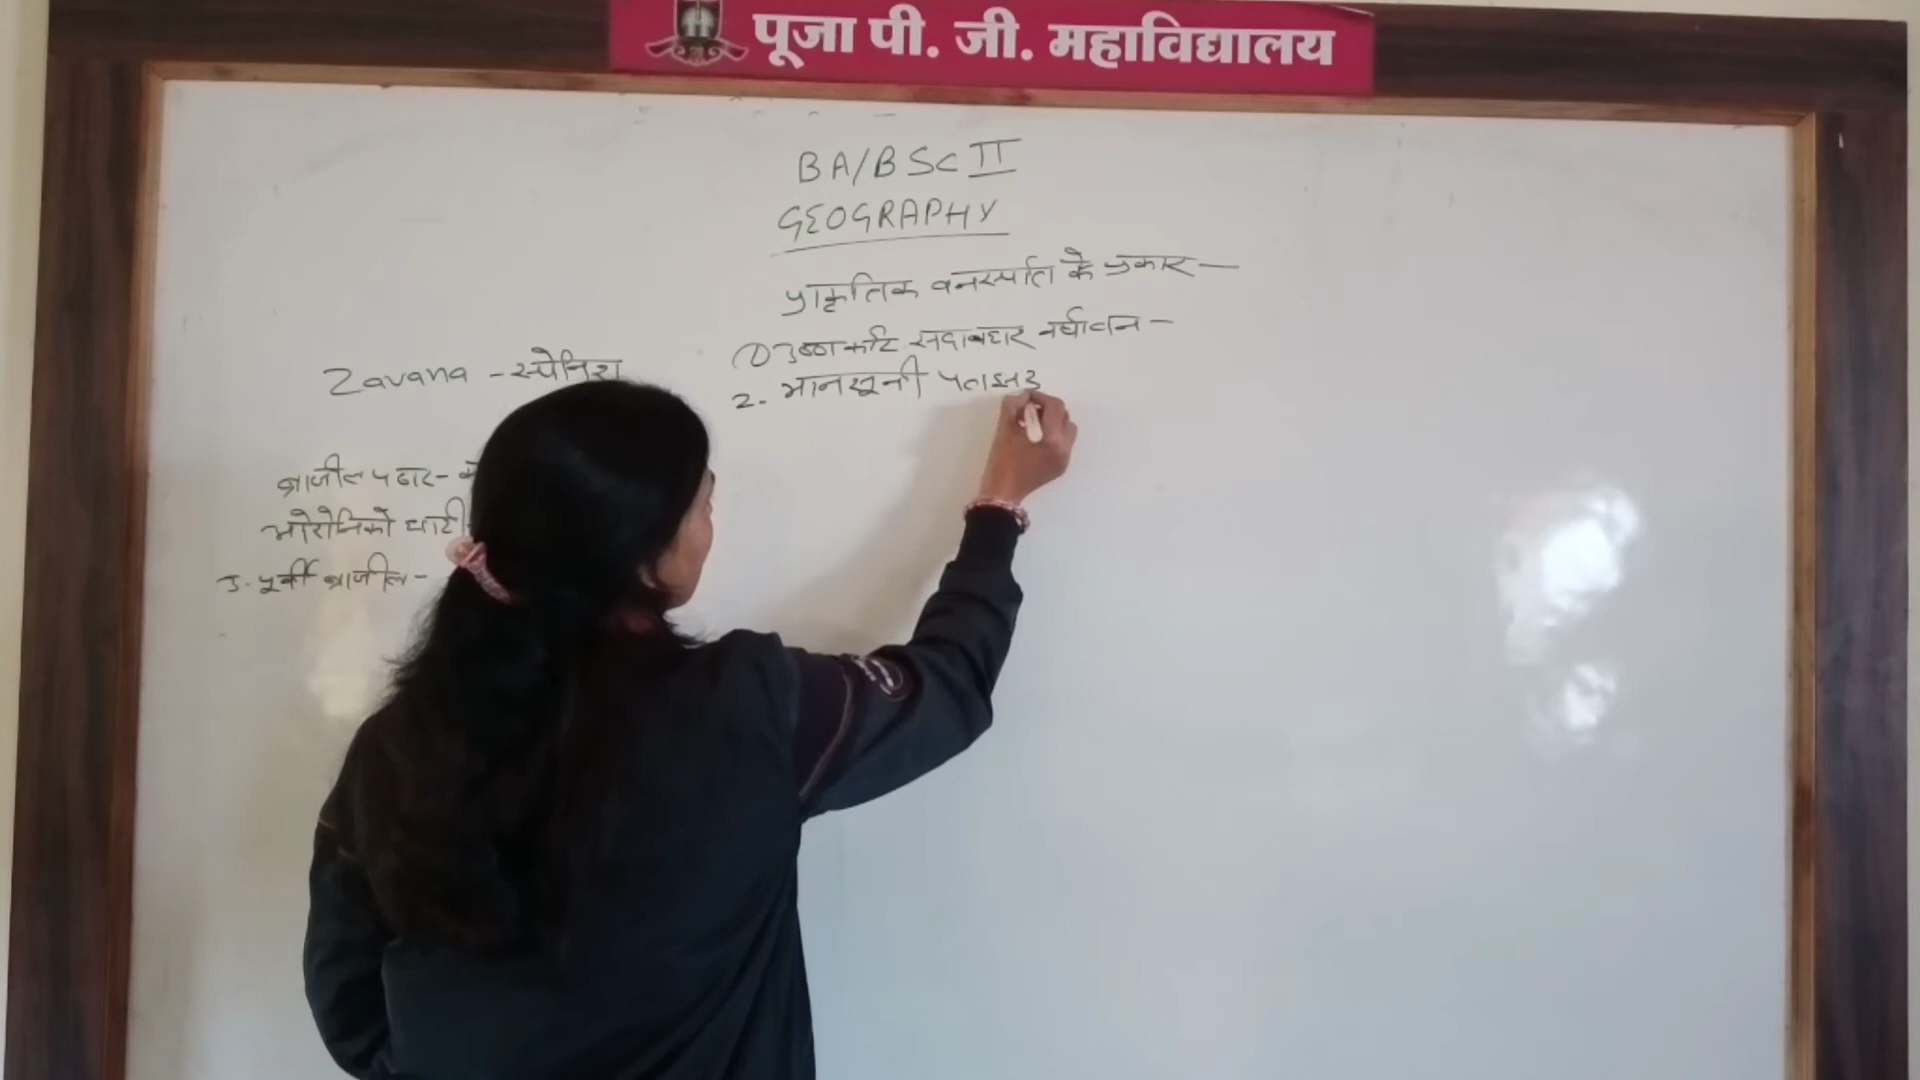 पूजा पी. जी. महाविद्यालय
BA/BSC II
GEOGRAPHY
प्राकृतिक वनस्पति के प्रकार —
① उष्ण कटि सदाबहार वर्षावन —
2. मानसूनी पतझड
Zavana - स्पेनिश
ब्राजील पठार -
ओरोनिको घाटी
3. पूर्वी ब्राजील -